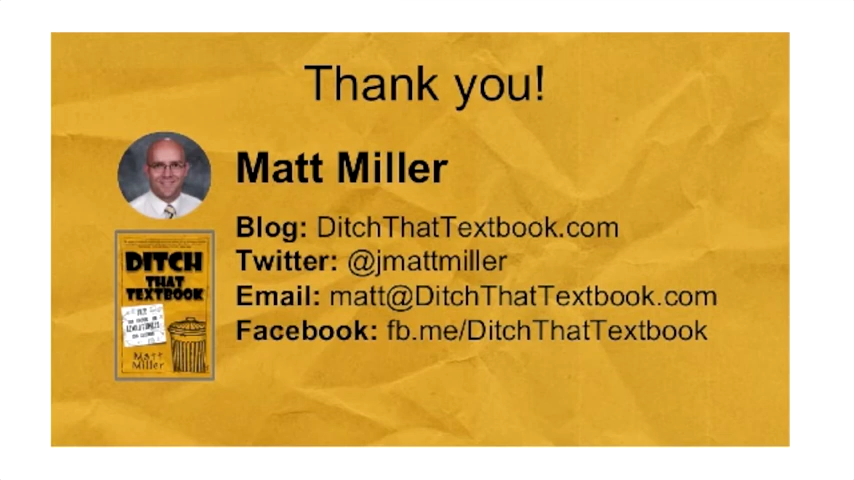 Thank you!
Matt Miller
Blog: DitchThatTextbook.com
Twitter: @jmattmiller
Email: matt@DitchThatTextbook.com
Facebook: fb.me/DitchThatTextbook
DITCH
THAT
TEXTBOOK
Matt
Miller